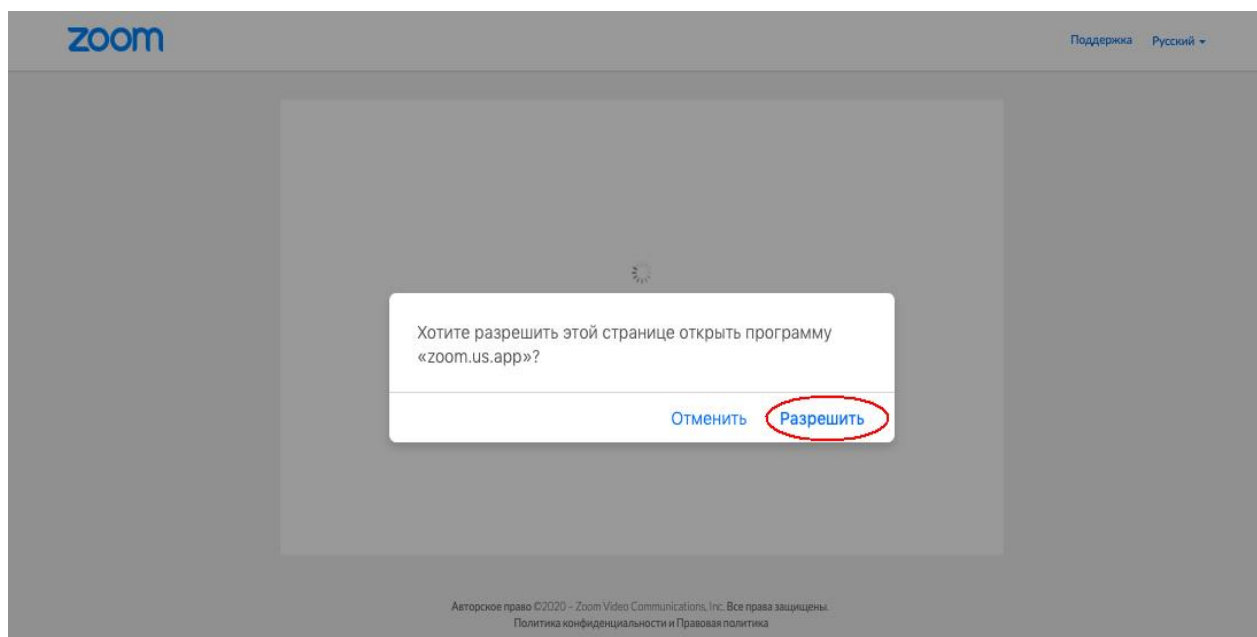 zoom
Поддержка Русский
Хотите разрешить этой странице открыть программу
«zoom.us.app»?
Отменить Разрешить
Авторское право ©2020 – Zoom Video Communications, Inc. Все права защищены.
Политика конфиденциальности и Правовая политика